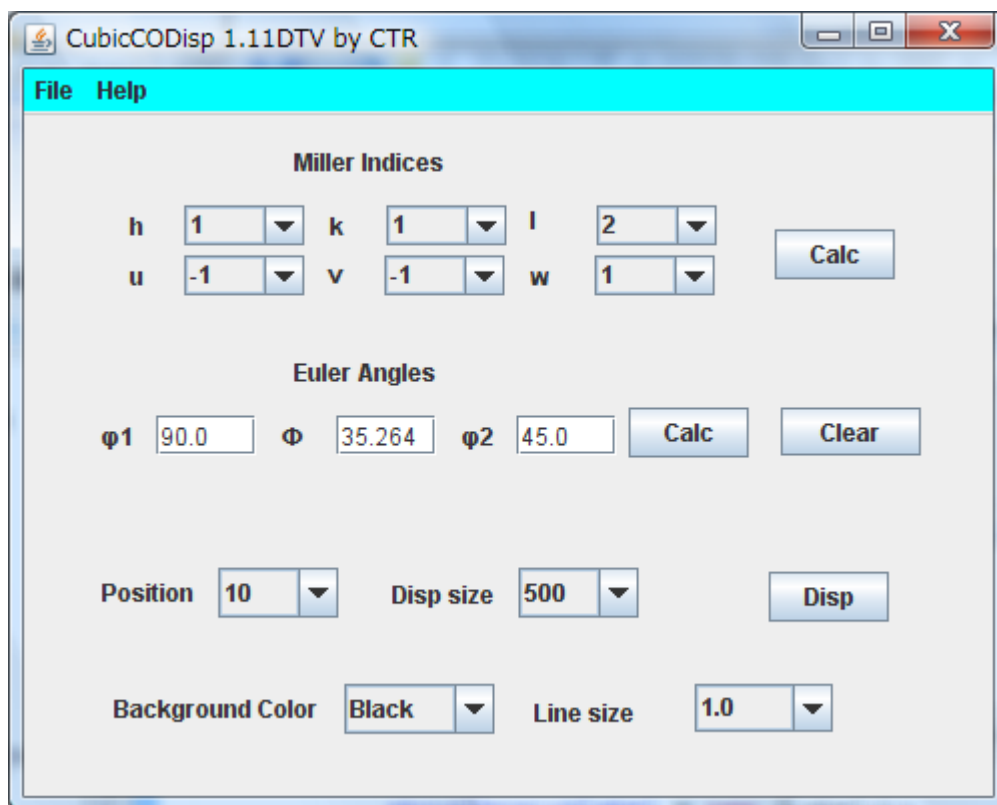 CubicCODisp 1.11DTV by CTR
File Help
Miller Indices
h 1 k 1 l 2
u -1 v -1 w 1 Calc
Euler Angles
φ1 90.0 Φ 35.264 φ2 45.0 Calc Clear
Position 10 Disp size 500 Disp
Background Color Black Line size 1.0